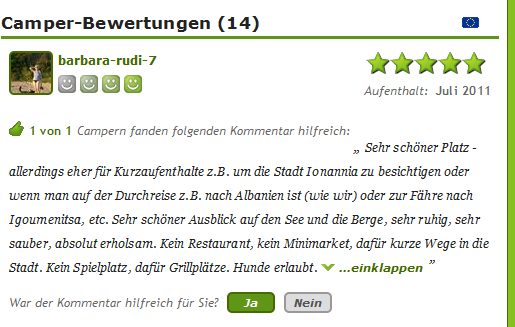 Camper-Bewertungen (14)
barbara-rudi-7
Aufenthalt: Juli 2011
1 von 1 Campern fanden folgenden Kommentar hilfreich:
„ Sehr schöner Platz -
allerdings eher für Kurzaufenthalte z.B. um die Stadt Ionannia zu besichtigen oder
wenn man auf der Durchreise z.B. nach Albanien ist (wie wir) oder zur Fähre nach
Igoumenitsa, etc. Sehr schöner Ausblick auf den See und die Berge, sehr ruhig, sehr
sauber, absolut erholsam. Kein Restaurant, kein Minimarket, dafür kurze Wege in die
Stadt. Kein Spielplatz, dafür Grillplätze. Hunde erlaubt. ...einklappen ”
War der Kommentar hilfreich für Sie? Ja Nein